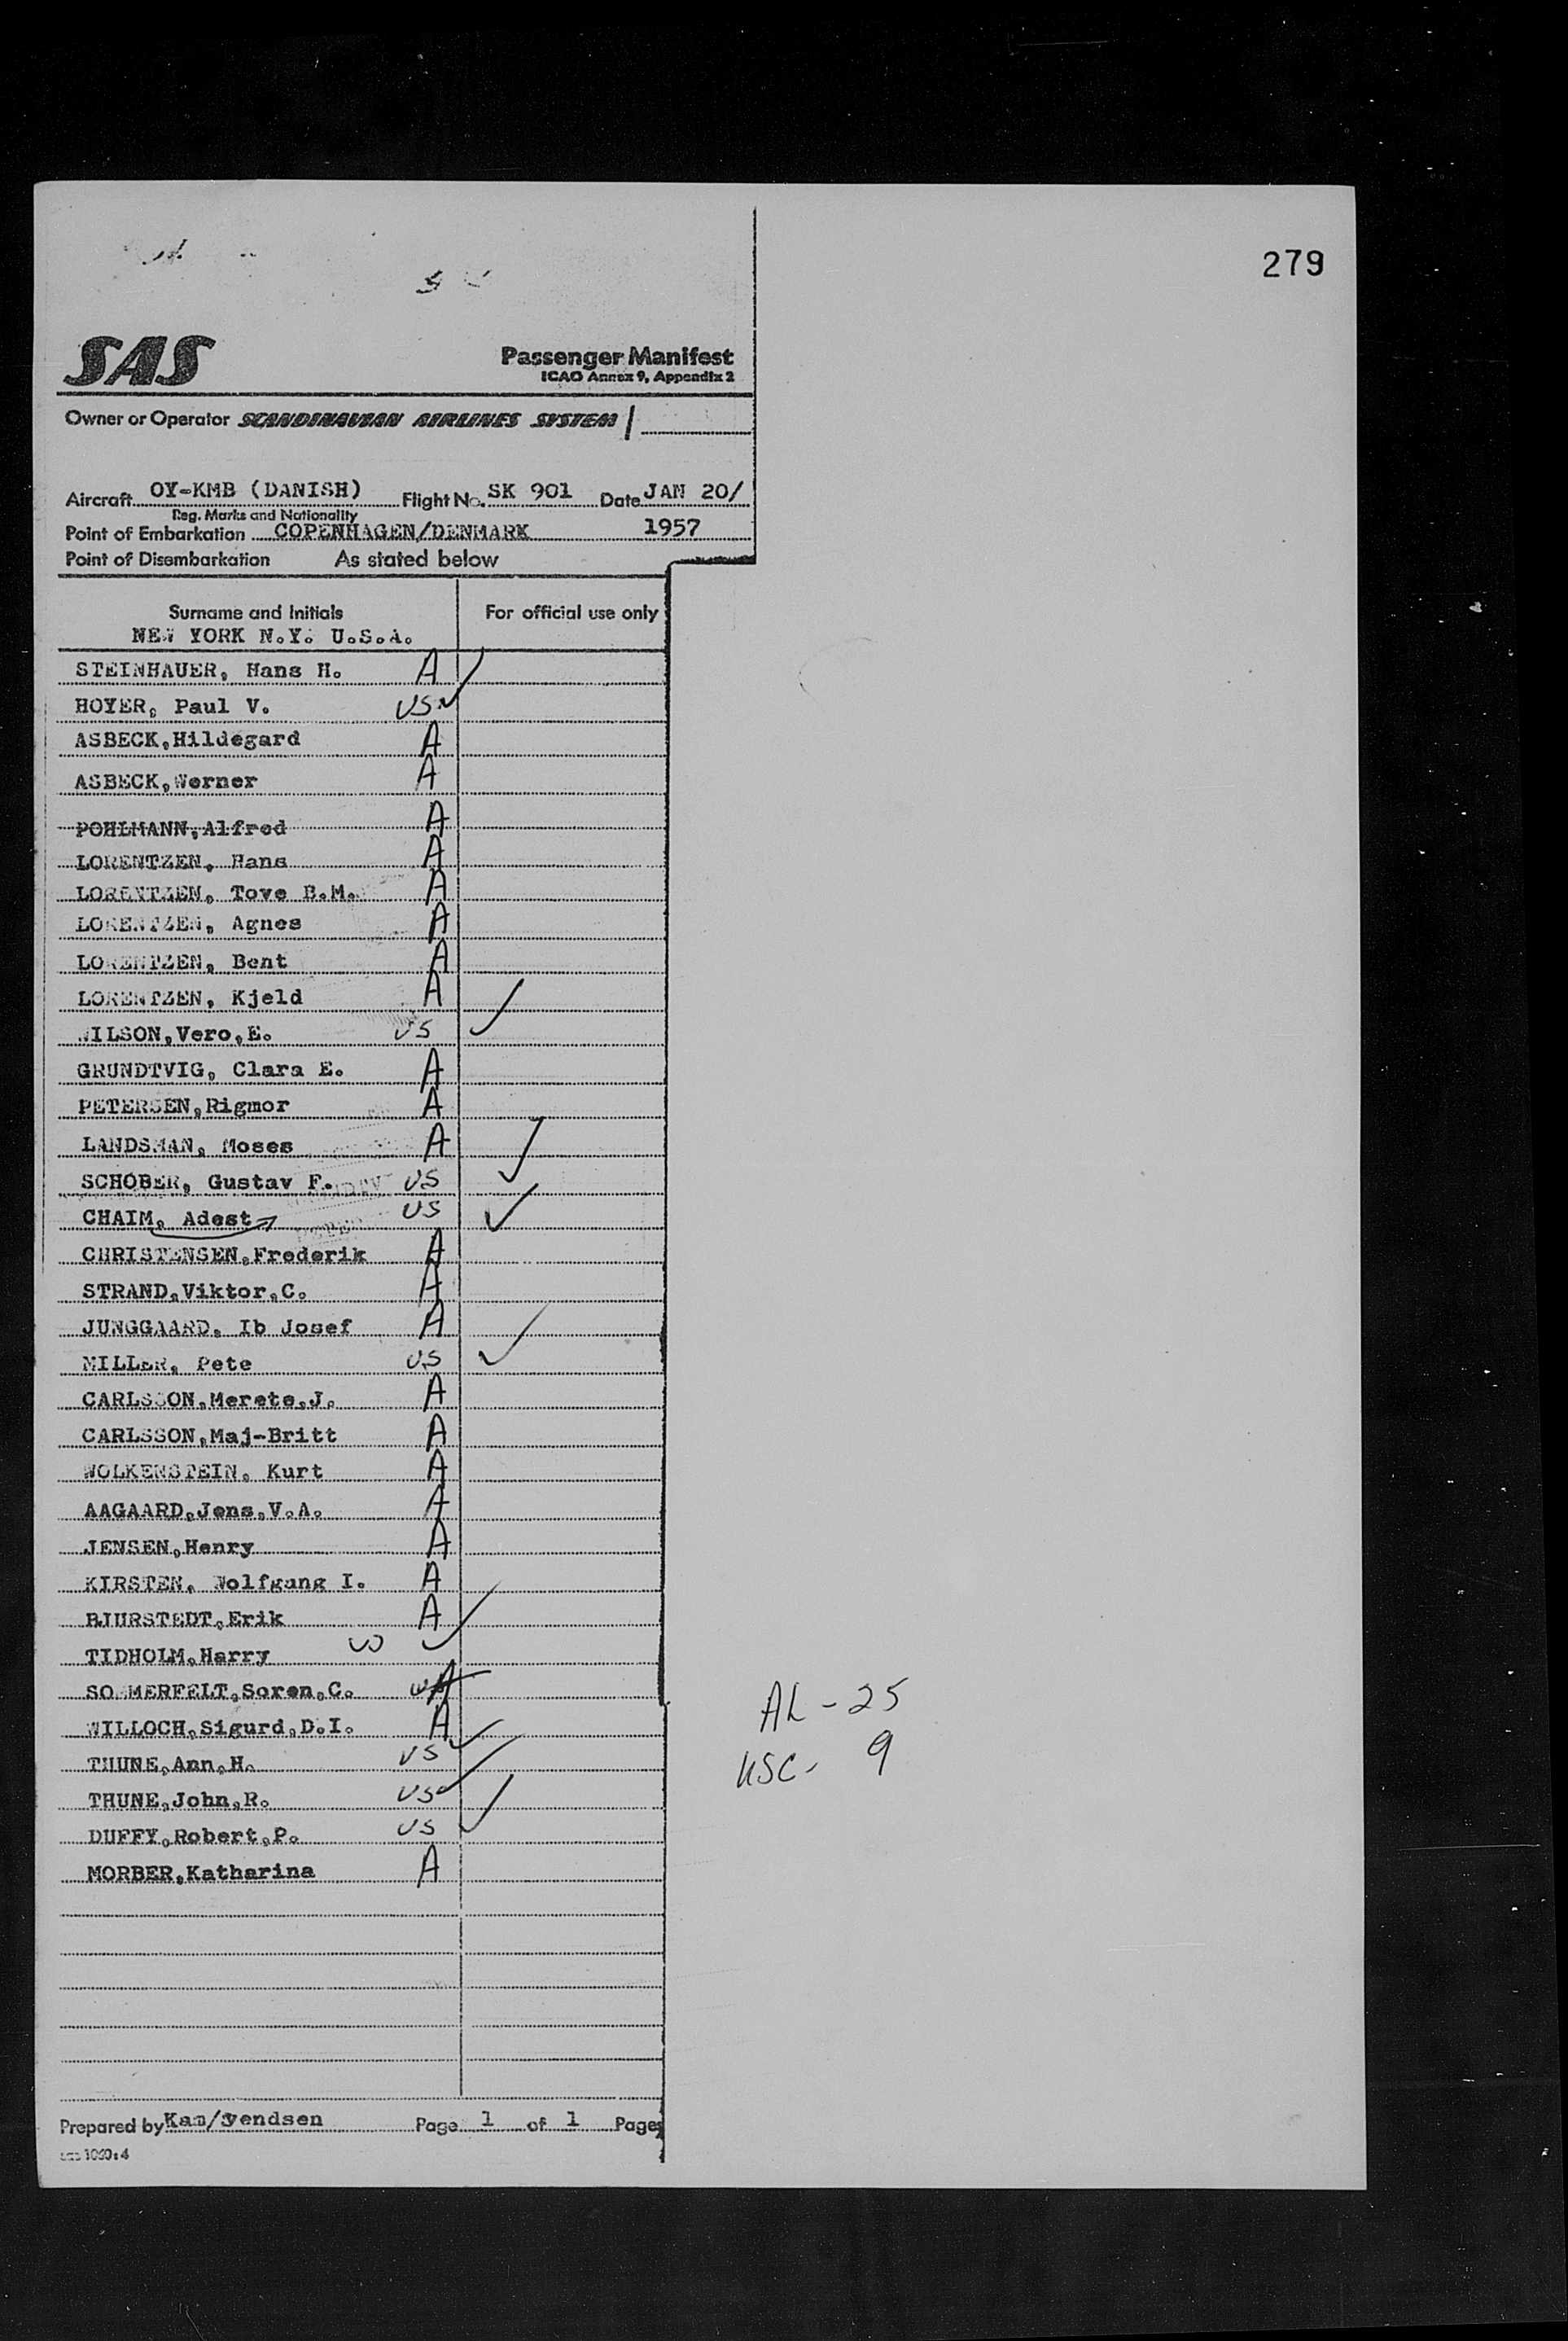 279
SAS
Passenger Manifest
ICAO Annex 9, Appendix 2
Owner or Operator SCANDINAVIAN AIRLINES SYSTEM
Aircraft OY-KMB (DANISH) Flight No. SK 901 Date JAN 20/
Reg. Marks and Nationality
Point of Embarkation COPENHAGEN/DENMARK 1957
Point of Disembarkation As stated below
Surname and Initials For official use only
NEW YORK N.Y. U.S.A.
STEINHAUER, Hans H. A
HOYER, Paul V. US ✓
ASBECK,Hildegard A
ASBECK,Werner A
POHLMANN,Alfred A
LORENTZEN, Hans A
LORENTZEN, Tove B.M. A
LORENTZEN, Agnes A
LORENTZEN, Bent A
LORENTZEN, Kjeld A
WILSON,Vero,E. US ✓
GRUNDTVIG, Clara E. A
PETERSEN,Rigmor A
LANDSMAN, Moses A
SCHOBER, Gustav F. US ✓
CHAIM, Adest US ✓
CHRISTENSEN,Frederik A
STRAND,Viktor,C. A
JUNGGAARD, Ib Josef A
MILLER, Pete US ✓
CARLSSON,Merete,J. A
CARLSSON,Maj-Britt A
WOLKENSTEIN, Kurt A
AAGAARD,Jens,V.A. A
JENSEN,Henry A
KIRSTEN, Wolfgang I. A
BJURSTEDT,Erik A
TIDHOLM,Harry US ✓
SOMMERFELT,Soren,C. A
WILLOCH,Sigurd,D.I. A
THUNE,Ann,H. US ✓
THUNE,John,R. US ✓
DUFFY,Robert,P. US ✓
MORBER,Katharina A
AL - 25
USC - 9
Prepared by Kam/Svendsen Page 1 of 1 Pages
sas 1060:4